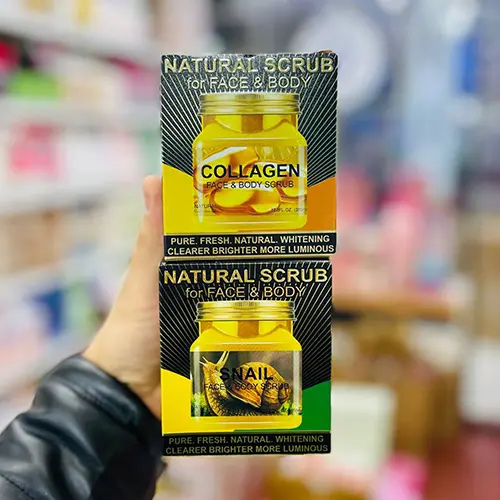 NATURAL SCRUB
for FACE & BODY
COLLAGEN
FACE & BODY SCRUB
PURE. FRESH. NATURAL. WHITENING
CLEARER BRIGHTER MORE LUMINOUS
NATURAL SCRUB
for FACE & BODY
SNAIL
FACE & BODY SCRUB
PURE. FRESH. NATURAL. WHITENING
CLEARER BRIGHTER MORE LUMINOUS